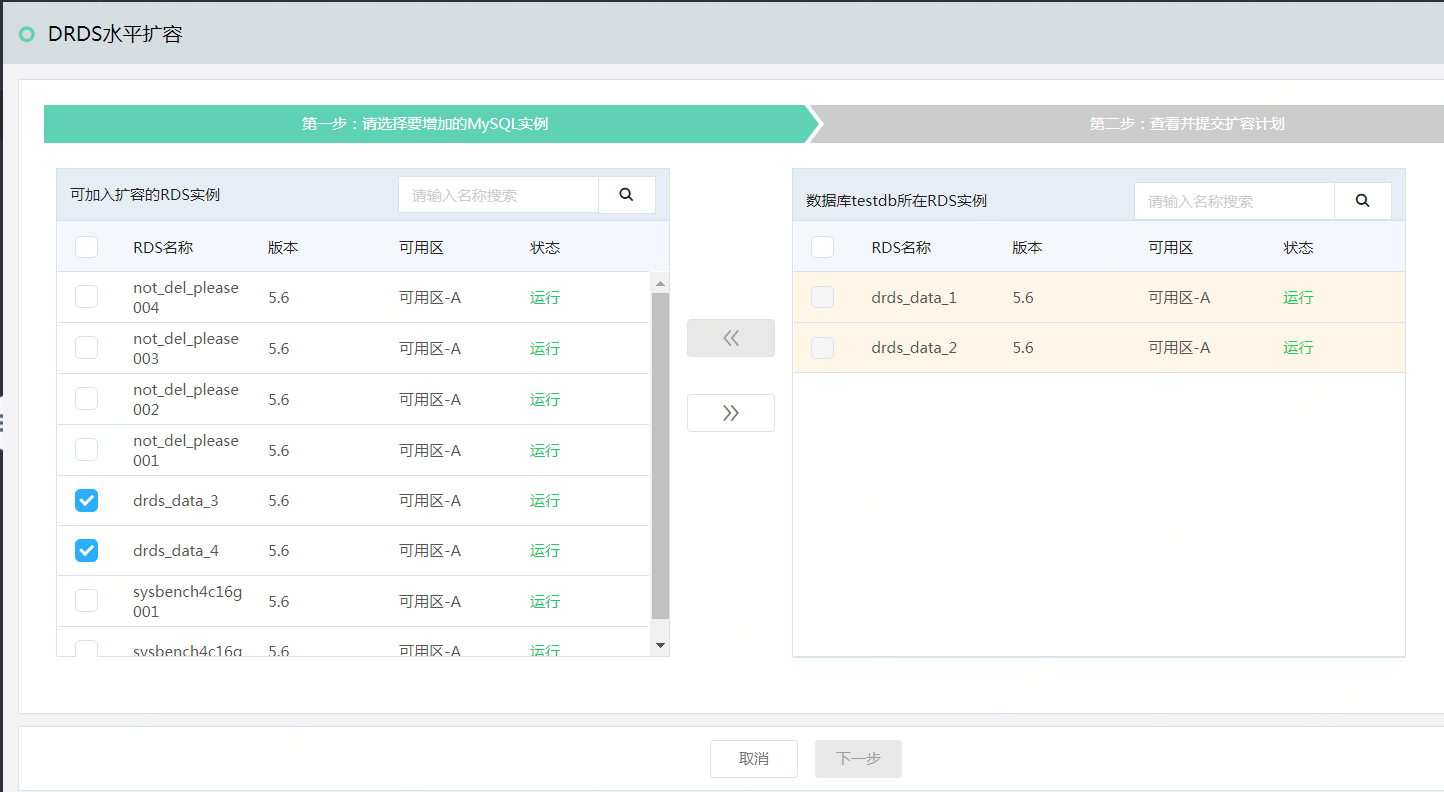 DRDS水平扩容
第一步：请选择要增加的MySQL实例
第二步：查看并提交扩容计划
可加入扩容的RDS实例
请输入名称搜索
RDS名称 版本 可用区 状态
not_del_please
004 5.6 可用区-A 运行
not_del_please
003 5.6 可用区-A 运行
not_del_please
002 5.6 可用区-A 运行
not_del_please
001 5.6 可用区-A 运行
drds_data_3 5.6 可用区-A 运行
drds_data_4 5.6 可用区-A 运行
sysbench4c16g
001 5.6 可用区-A 运行
sysbench4c16g 5.6 可用区-A 运行
数据库testdb所在RDS实例
请输入名称搜索
RDS名称 版本 可用区 状态
drds_data_1 5.6 可用区-A 运行
drds_data_2 5.6 可用区-A 运行
取消
下一步